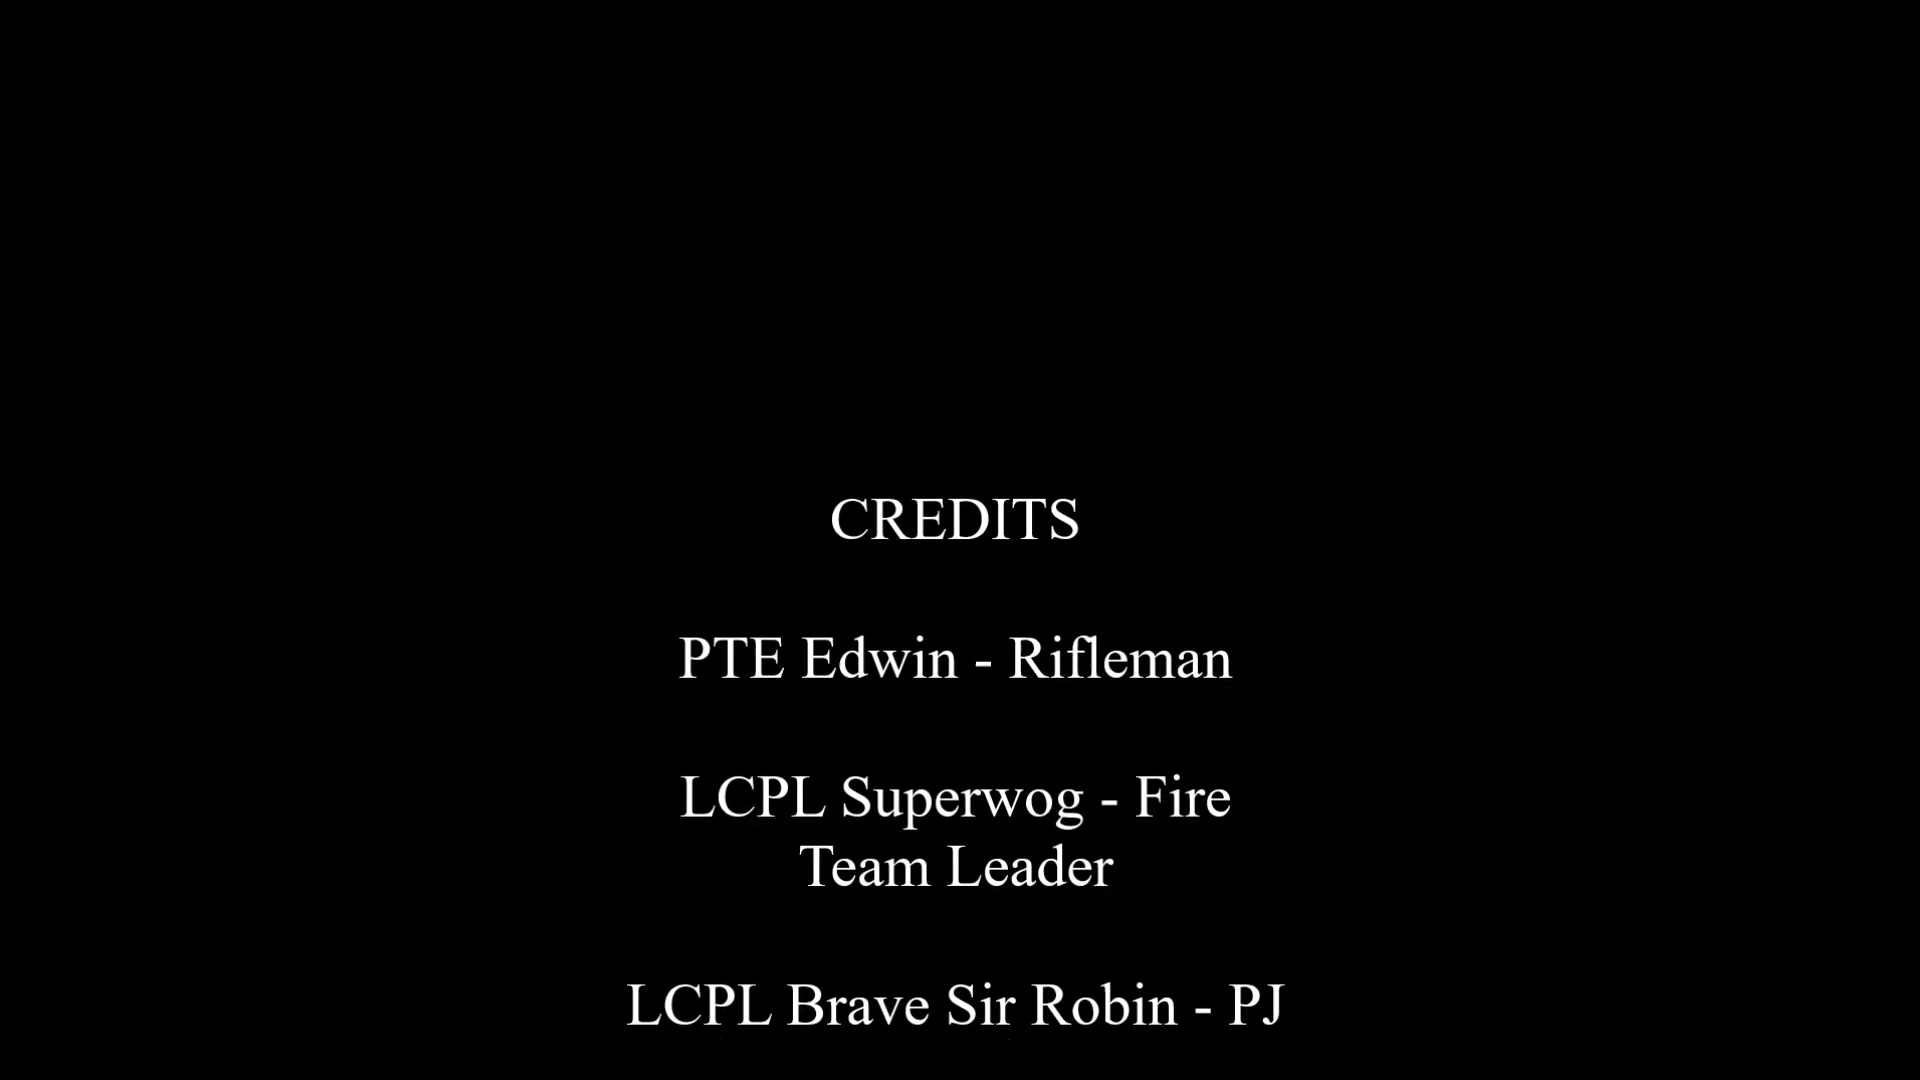 CREDITS
PTE Edwin - Rifleman
LCPL Superwog - Fire
Team Leader
LCPL Brave Sir Robin - PJ